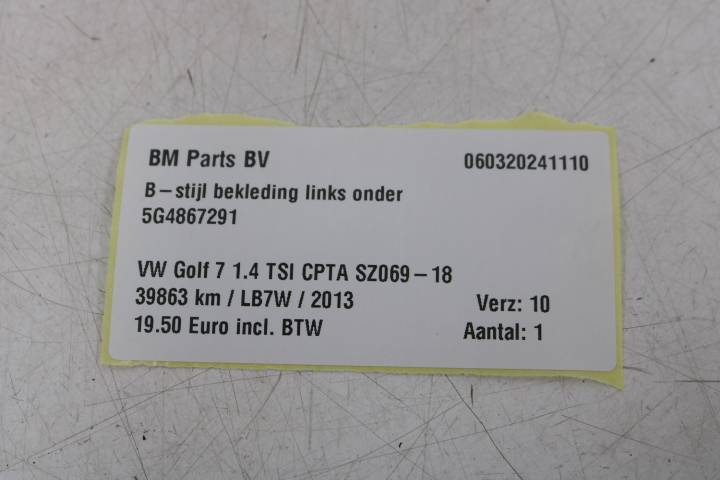 BM Parts BV 060320241110
B-stijl bekleding links onder
5G4867291
VW Golf 7 1.4 TSI CPTA SZ069-18
39863 km / LB7W / 2013 Verz: 10
19.50 Euro incl. BTW Aantal: 1